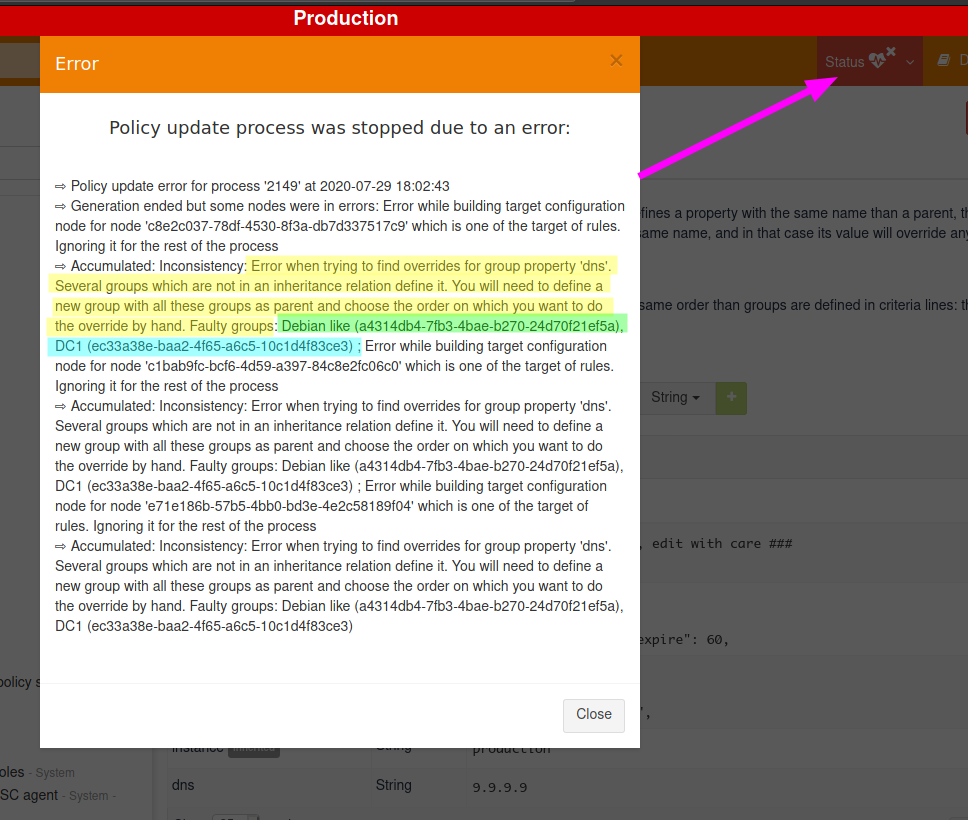 Production
Error
×
Status
D
Policy update process was stopped due to an error:
⇨ Policy update error for process '2149' at 2020-07-29 18:02:43
⇨ Generation ended but some nodes were in errors: Error while building target configuration
node for node 'c8e2c037-78df-4530-8f3a-db7d337517c9' which is one of the target of rules.
Ignoring it for the rest of the process
⇨ Accumulated: Inconsistency: Error when trying to find overrides for group property 'dns'.
Several groups which are not in an inheritance relation define it. You will need to define a
new group with all these groups as parent and choose the order on which you want to do
the override by hand. Faulty groups: Debian like (a4314db4-7fb3-4bae-b270-24d70f21ef5a),
DC1 (ec33a38e-baa2-4f65-a6c5-10c1d4f83ce3) ; Error while building target configuration
node for node 'c1bab9fc-bcf6-4d59-a397-84c8e2fc06c0' which is one of the target of rules.
Ignoring it for the rest of the process
⇨ Accumulated: Inconsistency: Error when trying to find overrides for group property 'dns'.
Several groups which are not in an inheritance relation define it. You will need to define a
new group with all these groups as parent and choose the order on which you want to do
the override by hand. Faulty groups: Debian like (a4314db4-7fb3-4bae-b270-24d70f21ef5a),
DC1 (ec33a38e-baa2-4f65-a6c5-10c1d4f83ce3) ; Error while building target configuration
node for node 'e71e186b-57b5-4bb0-bd3e-4e2c58189f04' which is one of the target of
rules. Ignoring it for the rest of the process
⇨ Accumulated: Inconsistency: Error when trying to find overrides for group property 'dns'.
Several groups which are not in an inheritance relation define it. You will need to define a
new group with all these groups as parent and choose the order on which you want to do
the override by hand. Faulty groups: Debian like (a4314db4-7fb3-4bae-b270-24d70f21ef5a),
DC1 (ec33a38e-baa2-4f65-a6c5-10c1d4f83ce3)
Close
fines a property with the same name than a parent, th
ame name, and in that case its value will override any
same order than groups are defined in criteria lines: th
String
+
, edit with care ###
expire": 60,
",
policy s
oles - System
SC agent - System -
instance inherited String production
dns String 9.9.9.9